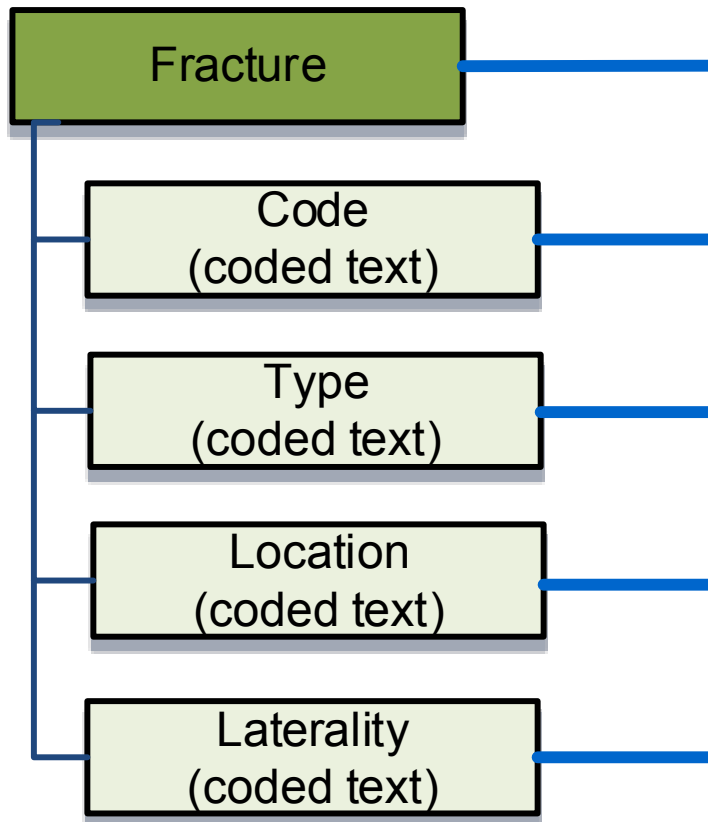 Fracture
Code
(coded text)
Type
(coded text)
Location
(coded text)
Laterality
(coded text)